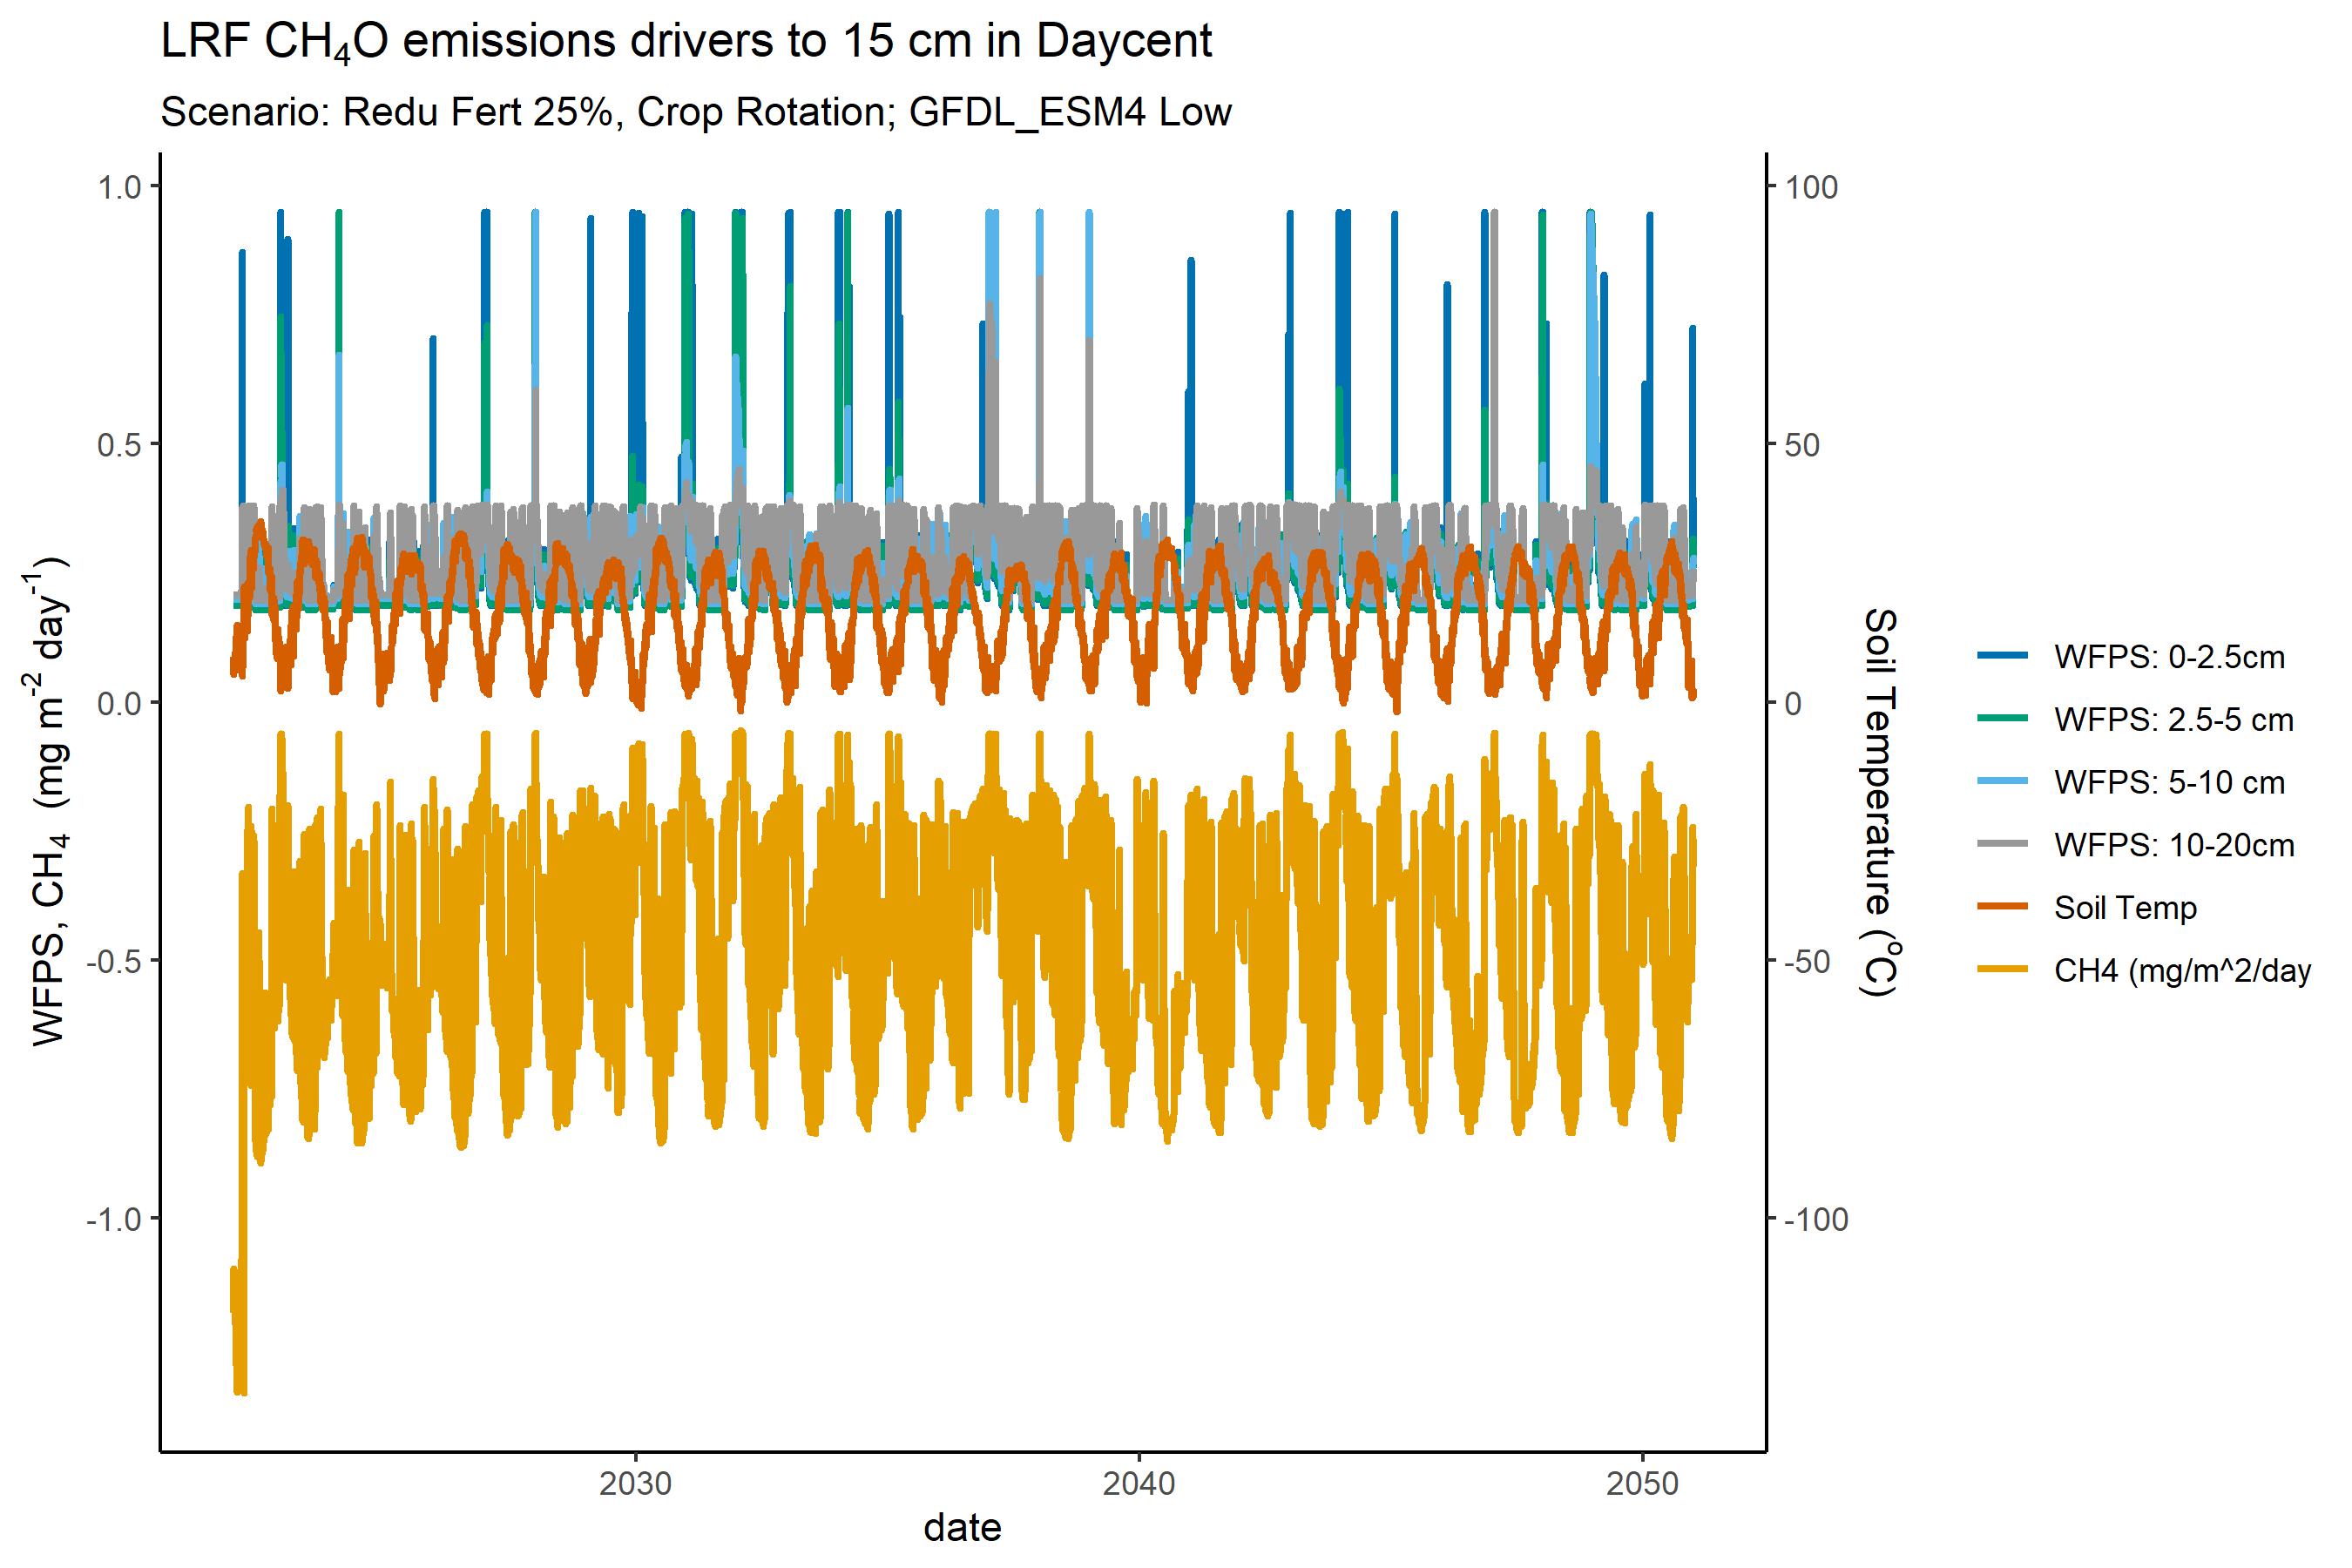 LRF CH₄O emissions drivers to 15 cm in Daycent
Scenario: Redu Fert 25%, Crop Rotation; GFDL_ESM4 Low
WFPS, CH₄ (mg m⁻² day⁻¹)
1.0
0.5
0.0
-0.5
-1.0
100
50
0
-50
-100
Soil Temperature (⁰C)
2030
2040
2050
date
WFPS: 0-2.5cm
WFPS: 2.5-5 cm
WFPS: 5-10 cm
WFPS: 10-20cm
Soil Temp
CH4 (mg/m^2/day